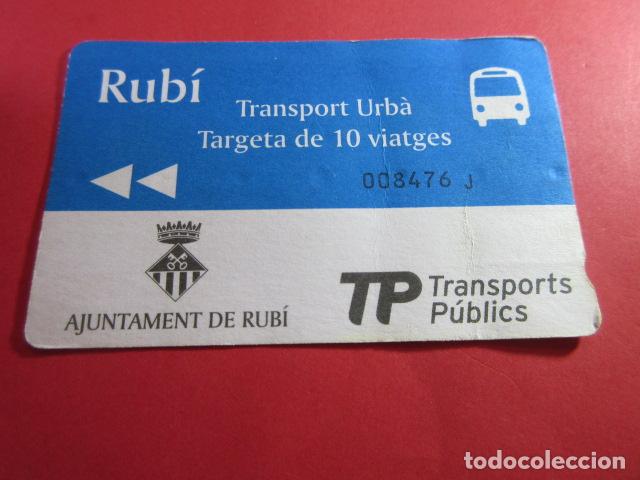 Rubí
Transport Urbà
Targeta de 10 viatges
008476 J
AJUNTAMENT DE RUBÍ
TP Transports
Públics
todocoleccion